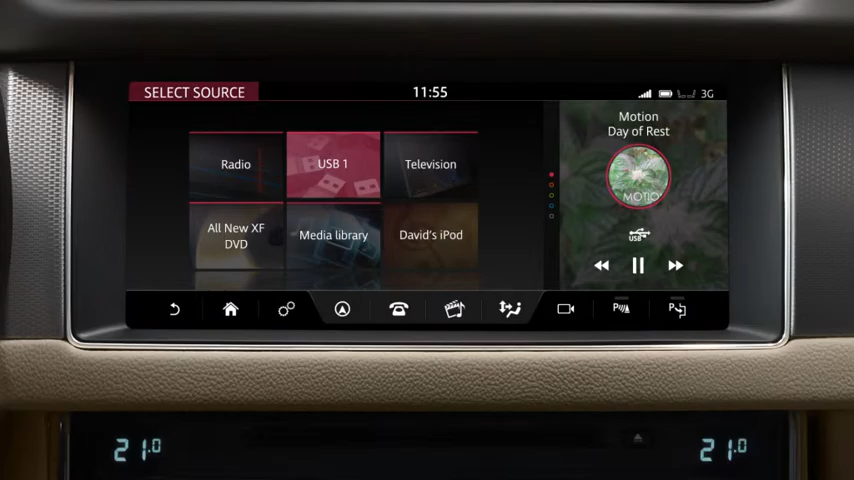 SELECT SOURCE
11:55
3G
Radio
USB 1
Television
All New XF
DVD
Media library
David's iPod
Motion
Day of Rest
MOTIO
USB
P
P
21.0
21.0